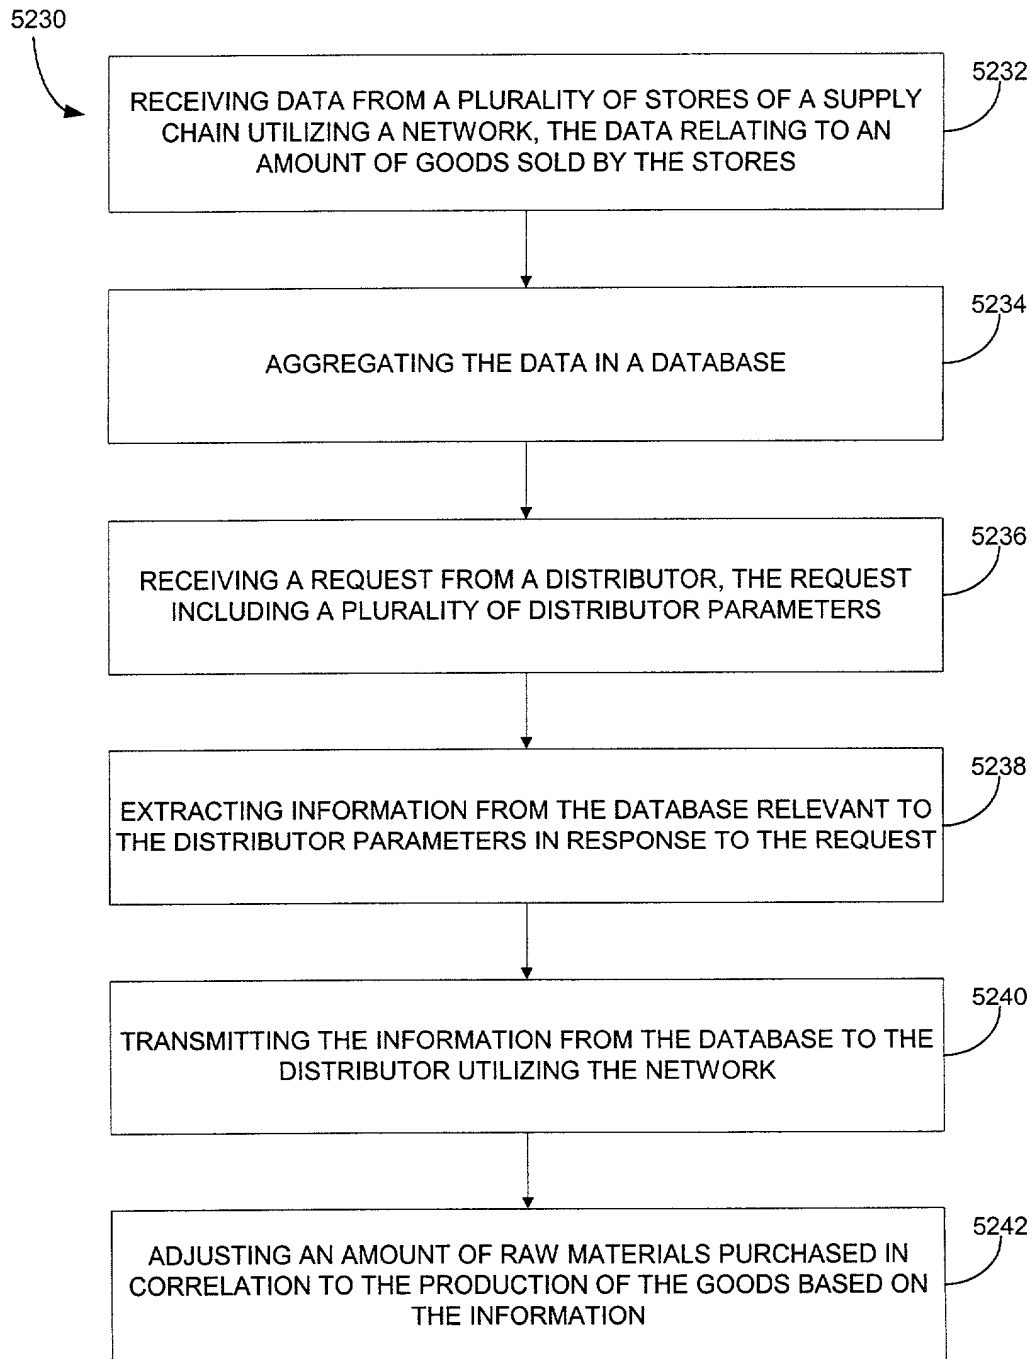 5230
5232
RECEIVING DATA FROM A PLURALITY OF STORES OF A SUPPLY
CHAIN UTILIZING A NETWORK, THE DATA RELATING TO AN
AMOUNT OF GOODS SOLD BY THE STORES
5234
AGGREGATING THE DATA IN A DATABASE
5236
RECEIVING A REQUEST FROM A DISTRIBUTOR, THE REQUEST
INCLUDING A PLURALITY OF DISTRIBUTOR PARAMETERS
5238
EXTRACTING INFORMATION FROM THE DATABASE RELEVANT TO
THE DISTRIBUTOR PARAMETERS IN RESPONSE TO THE REQUEST
5240
TRANSMITTING THE INFORMATION FROM THE DATABASE TO THE
DISTRIBUTOR UTILIZING THE NETWORK
5242
ADJUSTING AN AMOUNT OF RAW MATERIALS PURCHASED IN
CORRELATION TO THE PRODUCTION OF THE GOODS BASED ON
THE INFORMATION